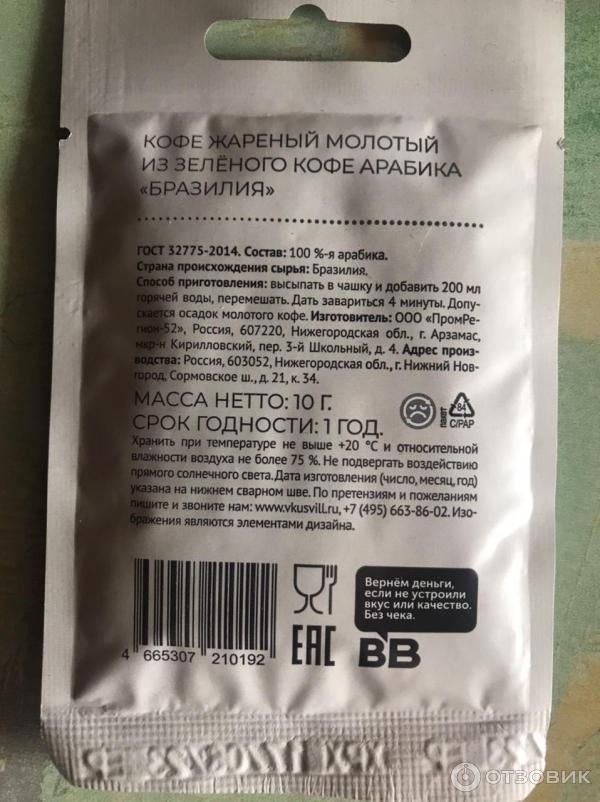 КОФЕ ЖАРЕНЫЙ МОЛОТЫЙ
ИЗ ЗЕЛЁНОГО КОФЕ АРАБИКА
«БРАЗИЛИЯ»
ГОСТ 32775-2014. Состав: 100 %-я арабика.
Страна происхождения сырья: Бразилия.
Способ приготовления: высыпать в чашку и добавить 200 мл
горячей воды, перемешать. Дать завариться 4 минуты. Допу-
скается осадок молотого кофе. Изготовитель: ООО «ПромРе-
гион-52», Россия, 607220, Нижегородская обл., г. Арзамас,
мкр-н Кирилловский, пер. 3-й Школьный, д. 4. Адрес произ-
водства: Россия, 603052, Нижегородская обл., г. Нижний Нов-
город, Сормовское ш., д. 21, к. 34.
МАССА НЕТТО: 10 Г.
СРОК ГОДНОСТИ: 1 ГОД.
пакет
84
C/PAP
Хранить при температуре не выше +20 °С и относительной
влажности воздуха не более 75 %. Не подвергать воздействию
прямого солнечного света. Дата изготовления (число, месяц, год)
указана на нижнем сварном шве. По претензиям и пожеланиям
пишите и звоните нам: www.vkusvill.ru, +7 (495) 663-86-02. Изо-
бражения являются элементами дизайна.
Вернём деньги,
если не устроили
вкус или качество.
Без чека.
4 665307 210192
EAC
ВВ
ОТЗОВИК